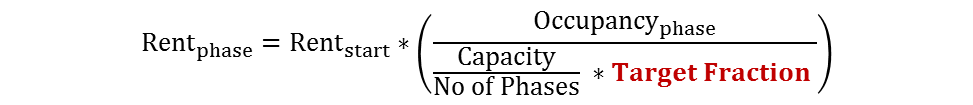 Rent_phase = Rent_start * ( Occupancy_phase / ( Capacity / No of Phases * Target Fraction ) )